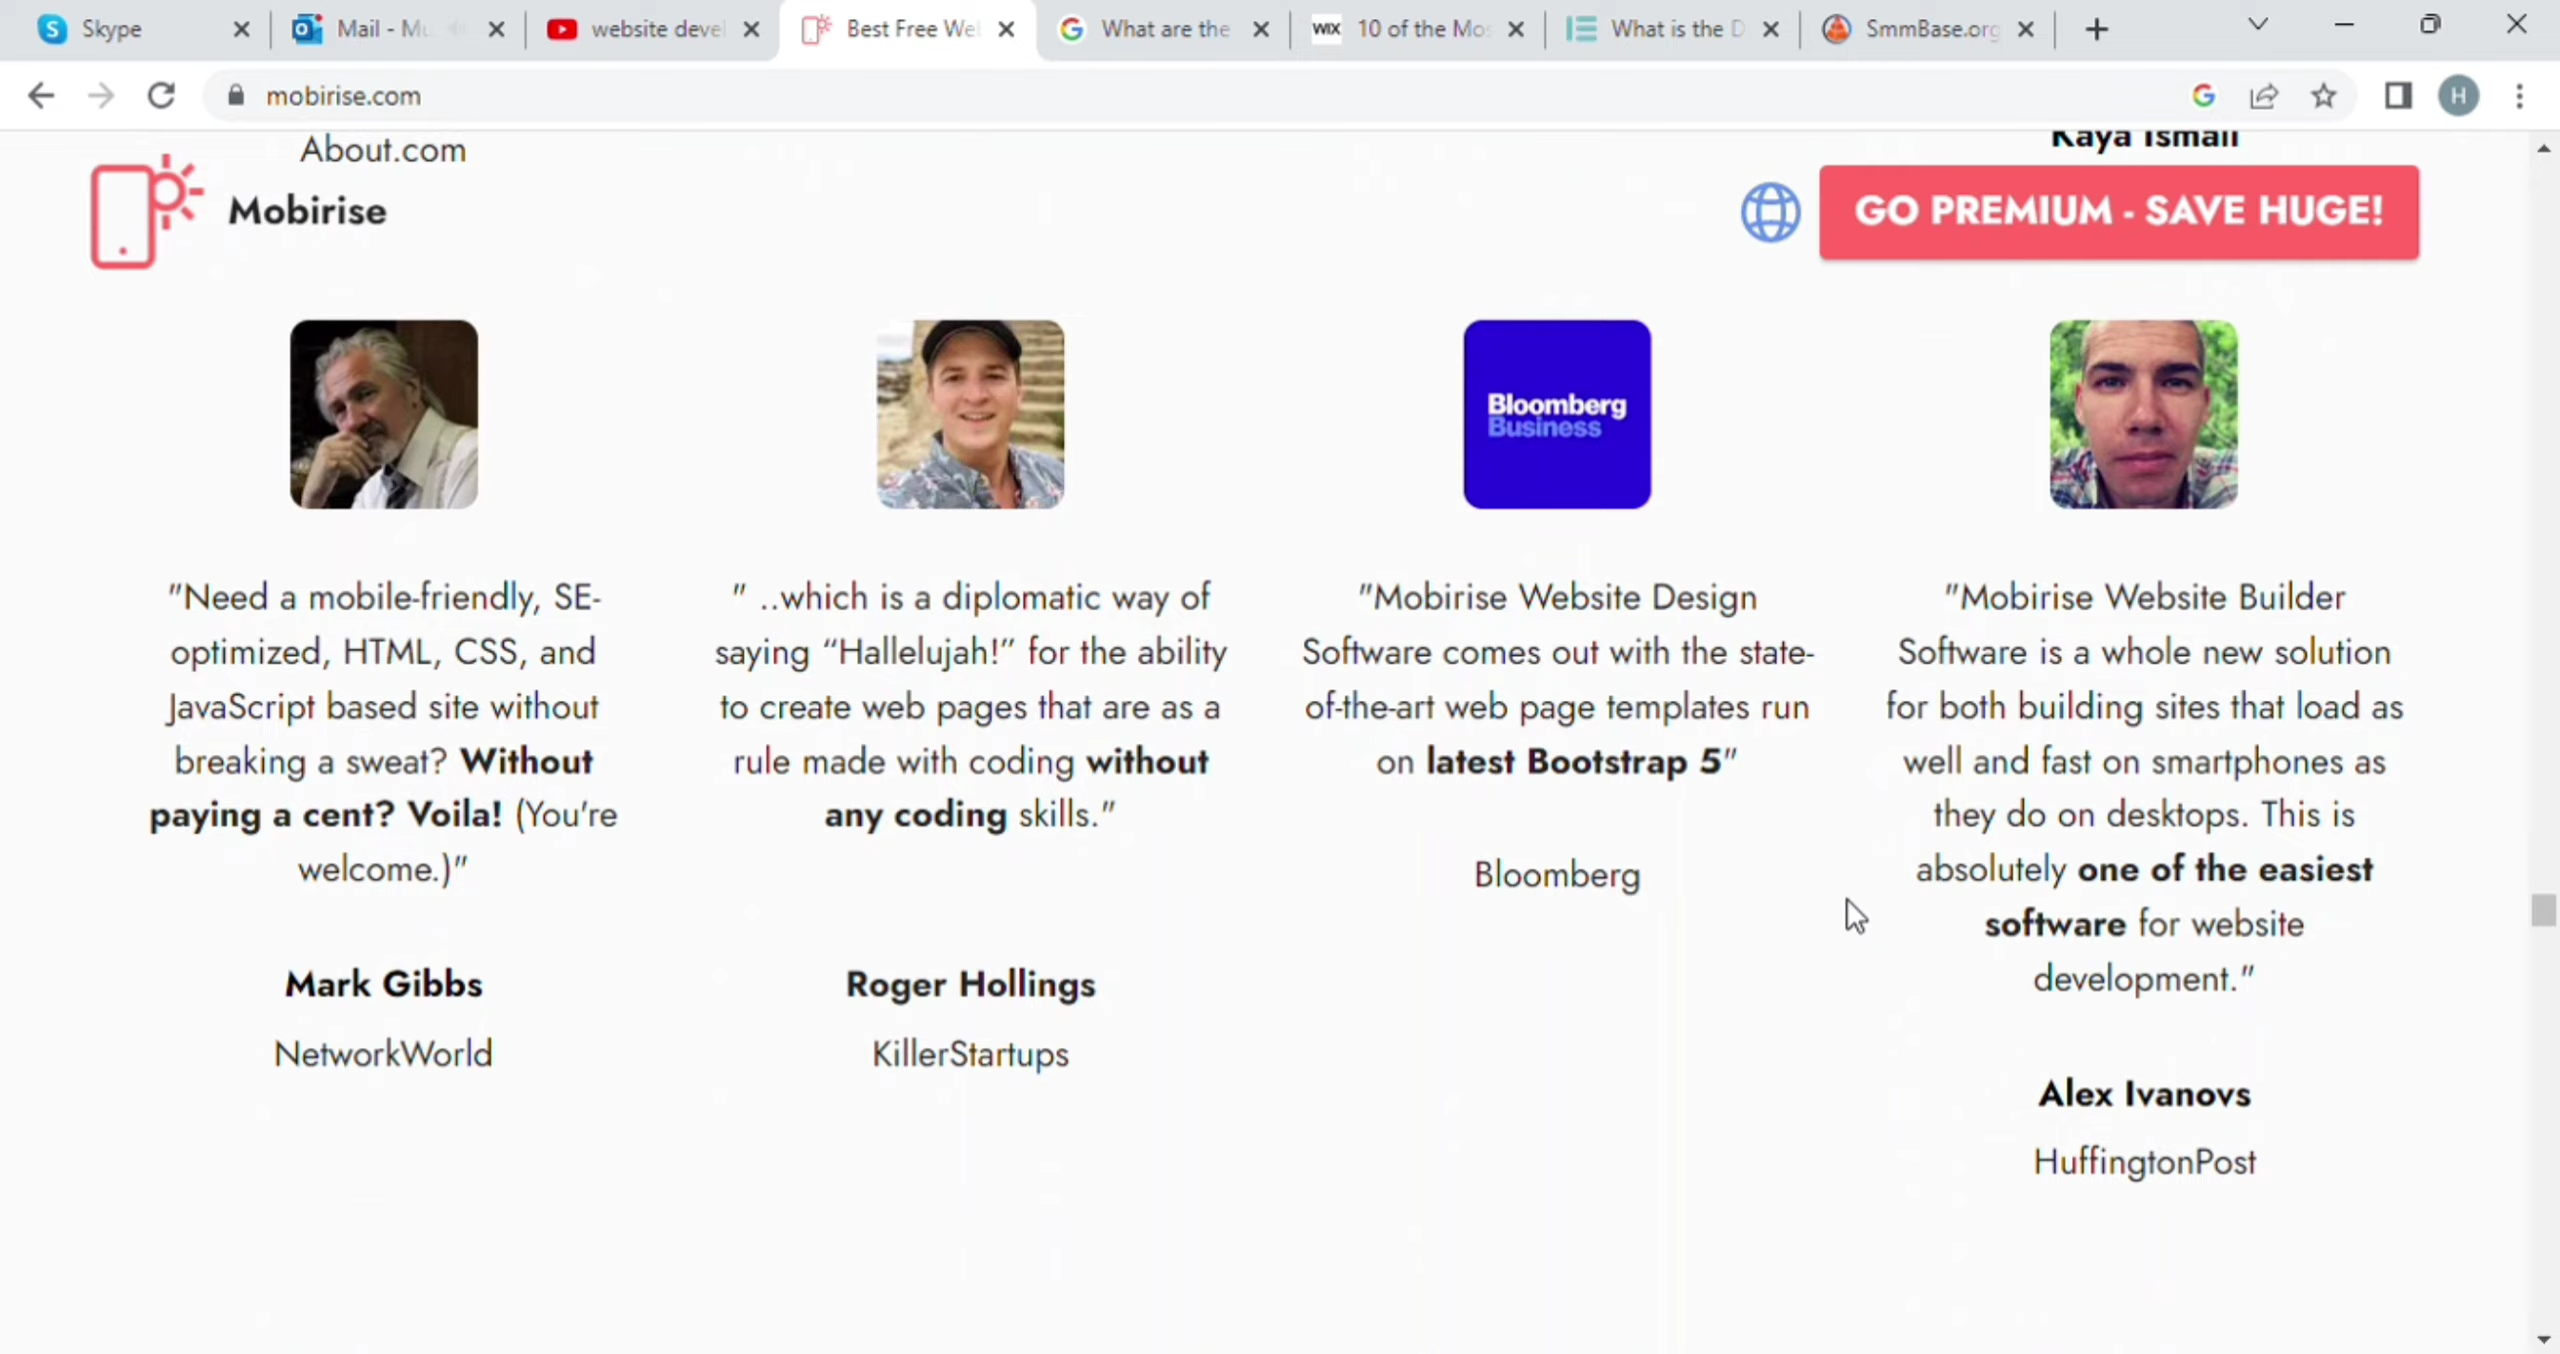 Skype
Mail - Mu
website deve
Best Free We
What are the
WIX 10 of the Mos
What is the D
SmmBase.org
mobirise.com
H
About.com
Kaya Ismail
Mobirise
GO PREMIUM - SAVE HUGE!
Bloomberg
Business
"Need a mobile-friendly, SE-
optimized, HTML, CSS, and
JavaScript based site without
breaking a sweat? Without
paying a cent? Voila! (You're
welcome.)"
Mark Gibbs
NetworkWorld
" ..which is a diplomatic way of
saying “Hallelujah!” for the ability
to create web pages that are as a
rule made with coding without
any coding skills."
Roger Hollings
KillerStartups
"Mobirise Website Design
Software comes out with the state-
of-the-art web page templates run
on latest Bootstrap 5"
Bloomberg
"Mobirise Website Builder
Software is a whole new solution
for both building sites that load as
well and fast on smartphones as
they do on desktops. This is
absolutely one of the easiest
software for website
development."
Alex Ivanovs
HuffingtonPost